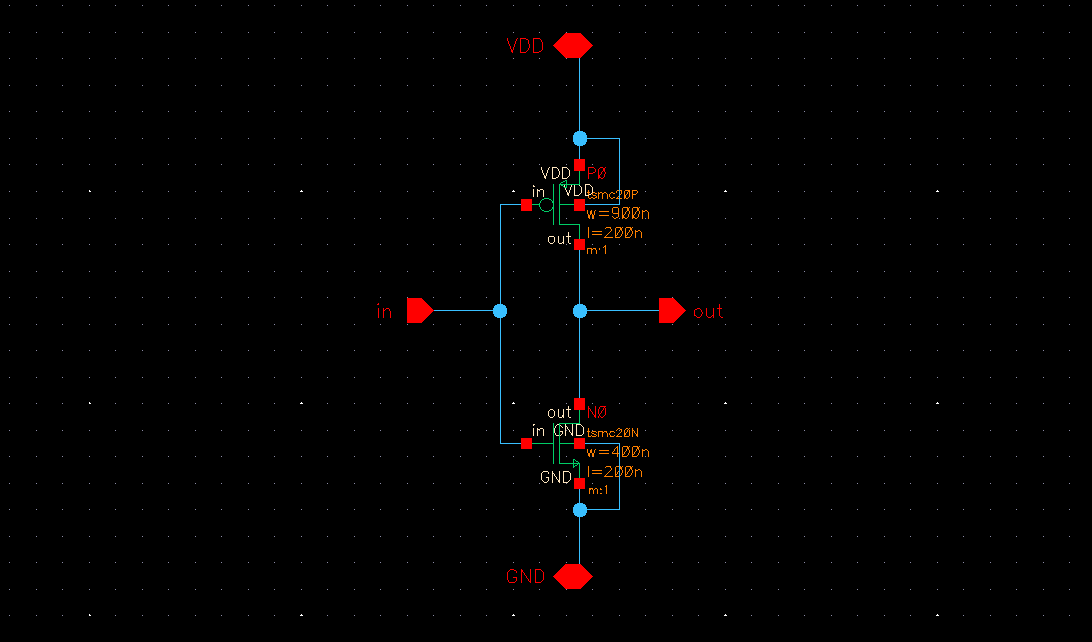 VDD
VDD
P0
in
VDD
tsmc20P
w=900n
l=200n
out
m:1
in
out
out
N0
in
GND
tsmc20N
w=400n
l=200n
GND
m:1
GND